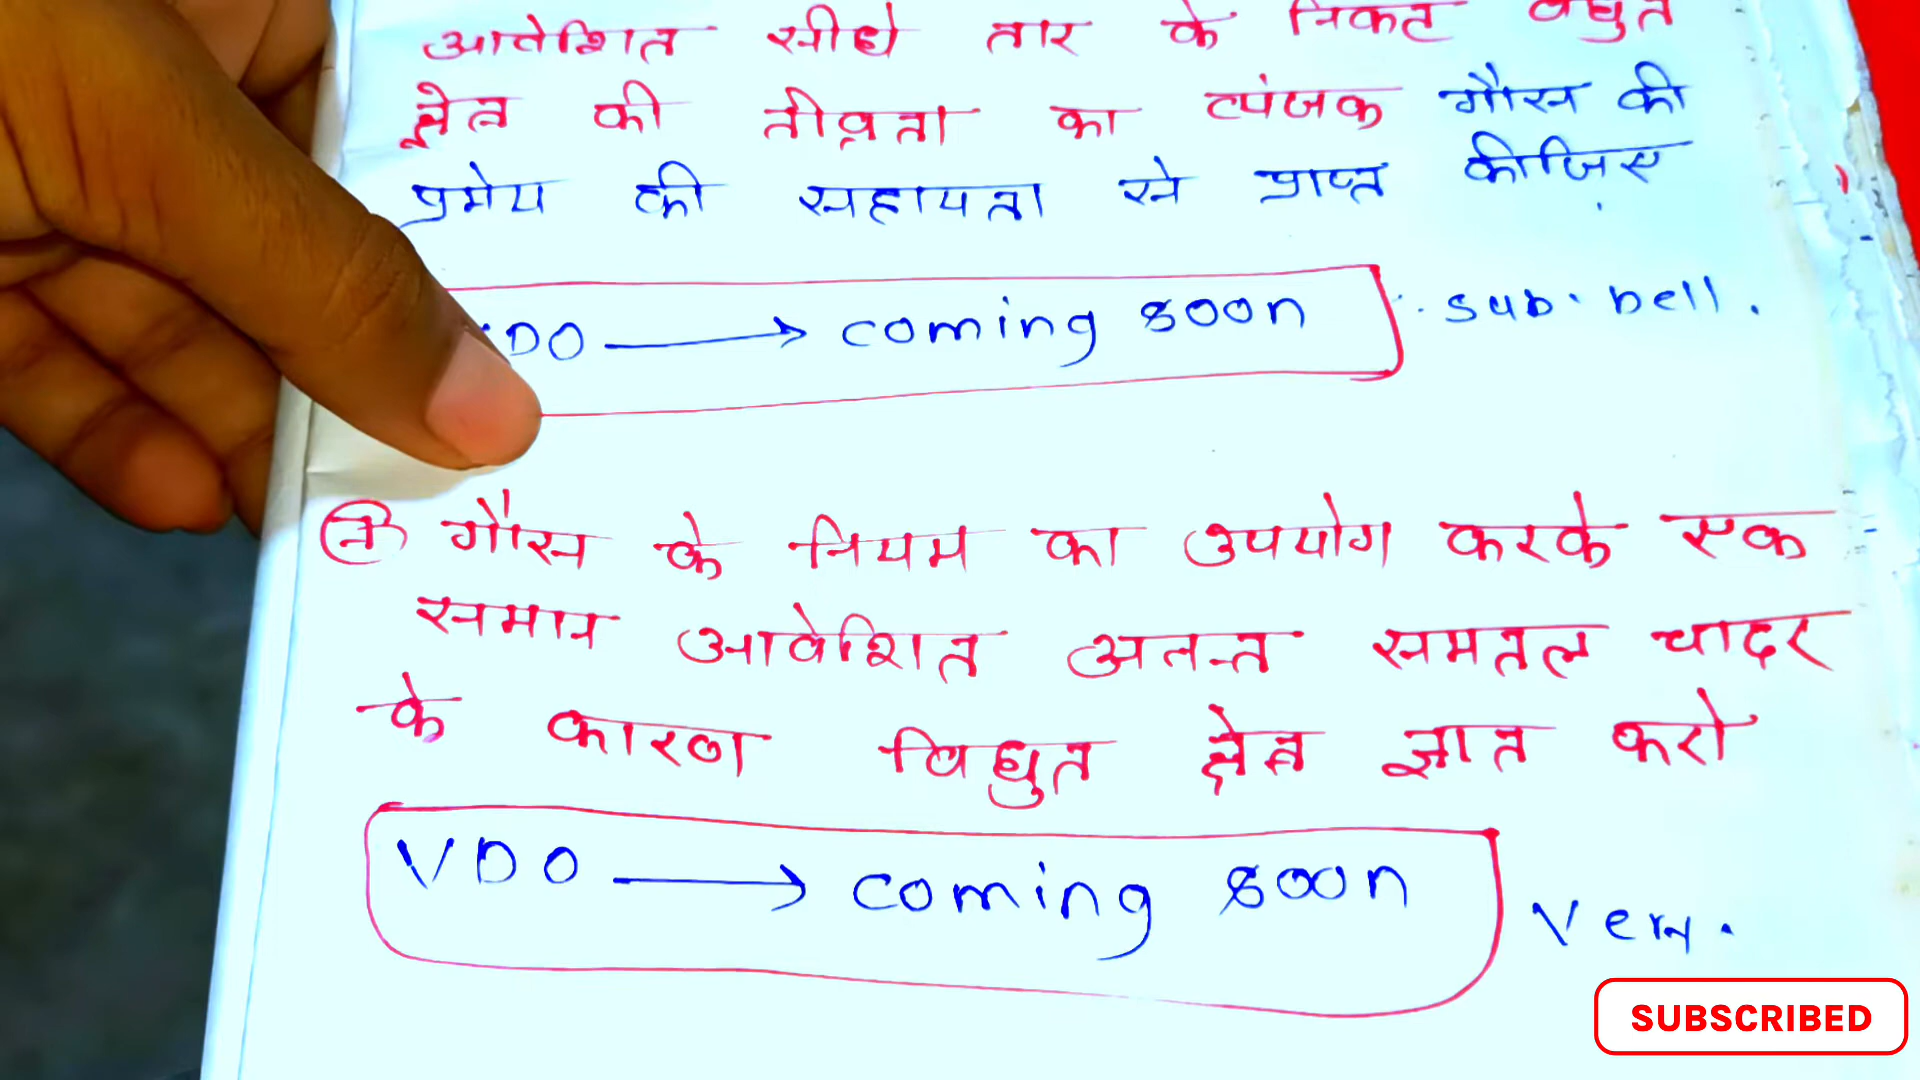 आवेशित सीधे तार के निकट विद्युत
क्षेत्र की तीव्रता का व्यंजक गौस की
प्रमेय की सहायता से प्राप्त कीजिए
DO → coming soon
sub. bell.
गौस के नियम का उपयोग करके एक
समान आवेशित अनन्त समतल चादर
के कारण विद्युत क्षेत्र ज्ञात करो
VDO → coming soon
Very.
SUBSCRIBED